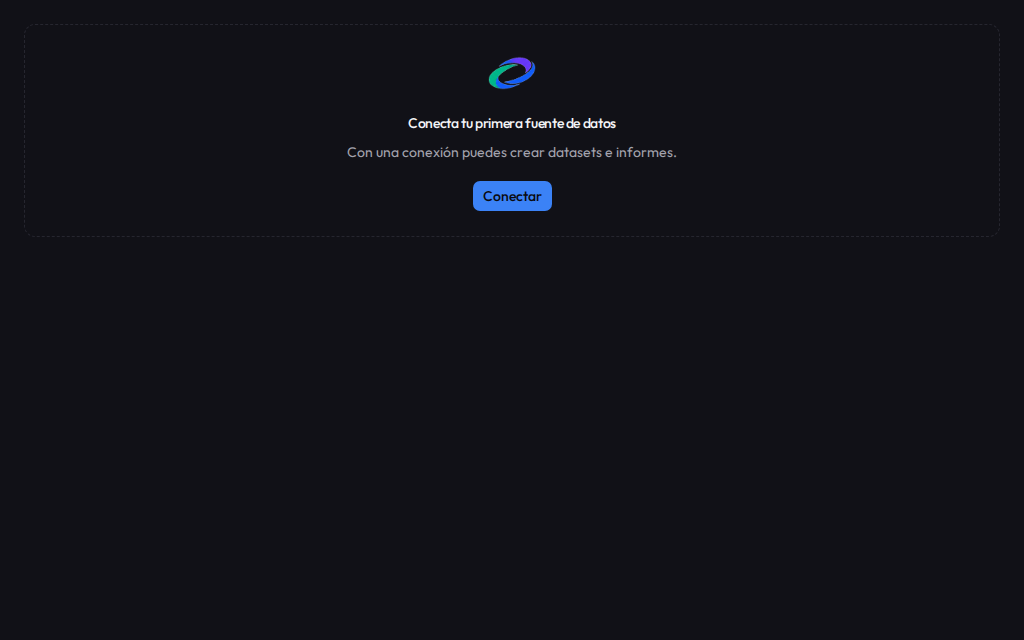 Conecta tu primera fuente de datos
Con una conexión puedes crear datasets e informes.
Conectar